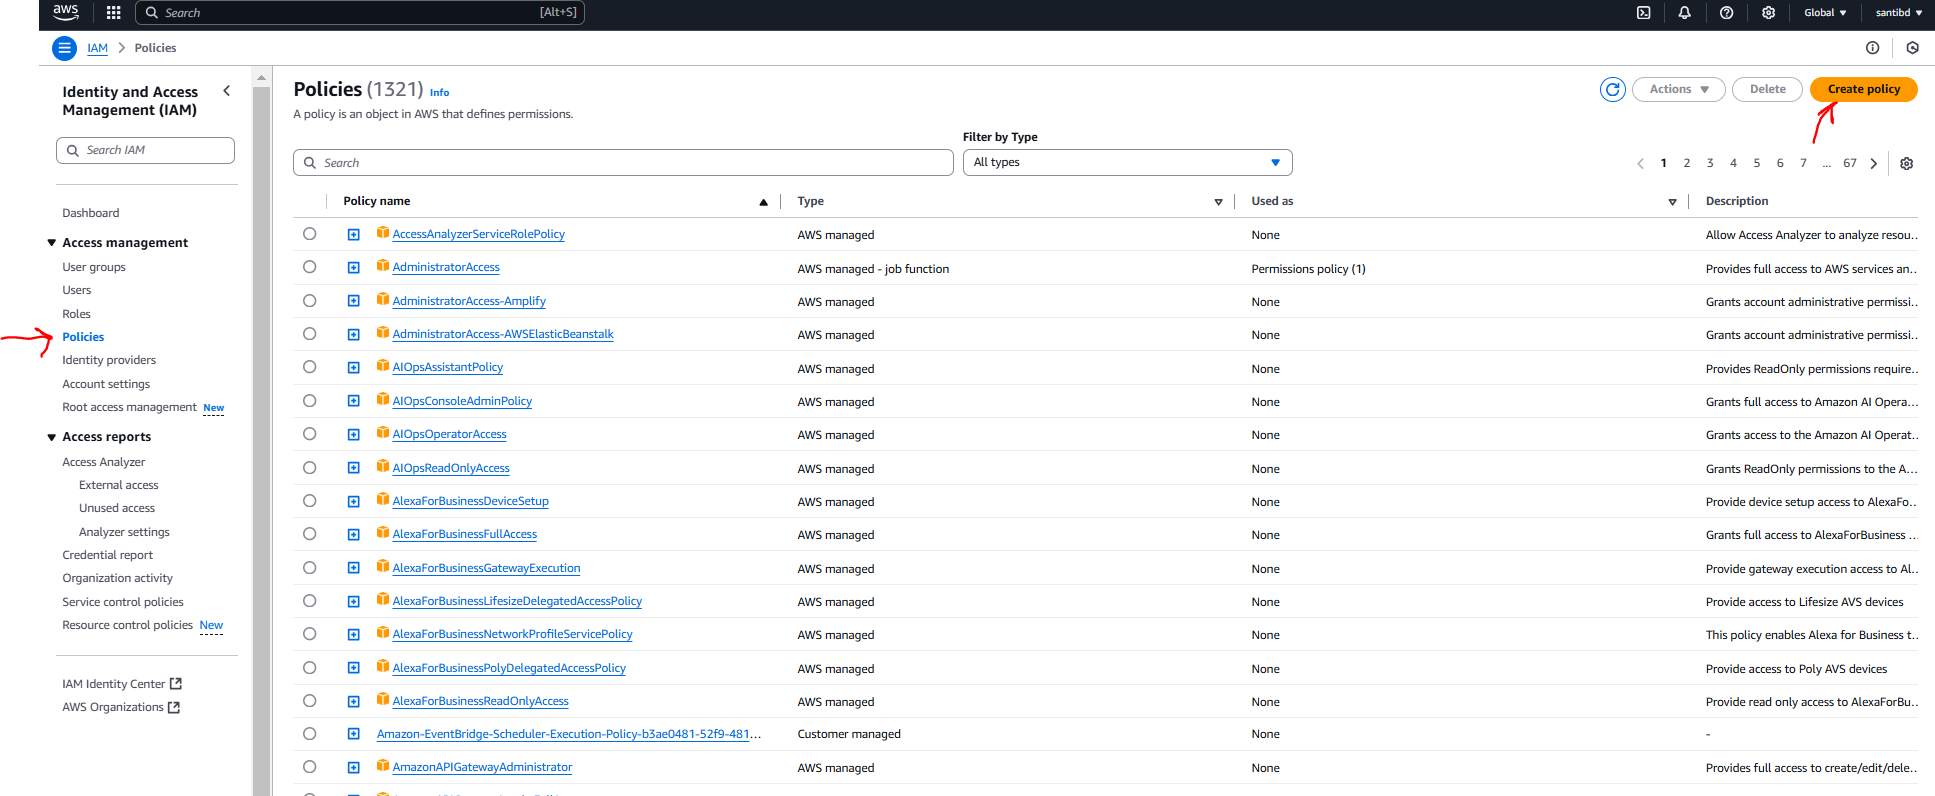 aws
Search [Alt+S]
Global ▼ santibd ▼
IAM > Policies
Identity and Access
Management (IAM)
Search IAM
Dashboard
Access management
User groups
Users
Roles
Policies
Identity providers
Account settings
Root access management New
Access reports
Access Analyzer
External access
Unused access
Analyzer settings
Credential report
Organization activity
Service control policies
Resource control policies New
IAM Identity Center
AWS Organizations
Policies (1321) Info
A policy is an object in AWS that defines permissions.
Actions ▼ Delete Create policy
Filter by Type
Search
All types
1 2 3 4 5 6 7 ... 67
Policy name Type Used as Description
AccessAnalyzerServiceRolePolicy AWS managed None Allow Access Analyzer to analyze resou...
AdministratorAccess AWS managed - job function Permissions policy (1) Provides full access to AWS services an...
AdministratorAccess-Amplify AWS managed None Grants account administrative permissi...
AdministratorAccess-AWSElasticBeanstalk AWS managed None Grants account administrative permissi...
AIOpsAssistantPolicy AWS managed None Provides ReadOnly permissions require...
AIOpsConsoleAdminPolicy AWS managed None Grants full access to Amazon AI Opera...
AIOpsOperatorAccess AWS managed None Grants access to the Amazon AI Operat...
AIOpsReadOnlyAccess AWS managed None Grants ReadOnly permissions to the A...
AlexaForBusinessDeviceSetup AWS managed None Provide device setup access to AlexaFo...
AlexaForBusinessFullAccess AWS managed None Grants full access to AlexaForBusiness ...
AlexaForBusinessGatewayExecution AWS managed None Provide gateway execution access to Al...
AlexaForBusinessLifesizeDelegatedAccessPolicy AWS managed None Provide access to Lifesize AVS devices
AlexaForBusinessNetworkProfileServicePolicy AWS managed None This policy enables Alexa for Business t...
AlexaForBusinessPolyDelegatedAccessPolicy AWS managed None Provide access to Poly AVS devices
AlexaForBusinessReadOnlyAccess AWS managed None Provide read only access to AlexaForBu...
Amazon-EventBridge-Scheduler-Execution-Policy-b3ae0481-52f9-481... Customer managed None -
AmazonAPIGatewayAdministrator AWS managed None Provides full access to create/edit/dele...